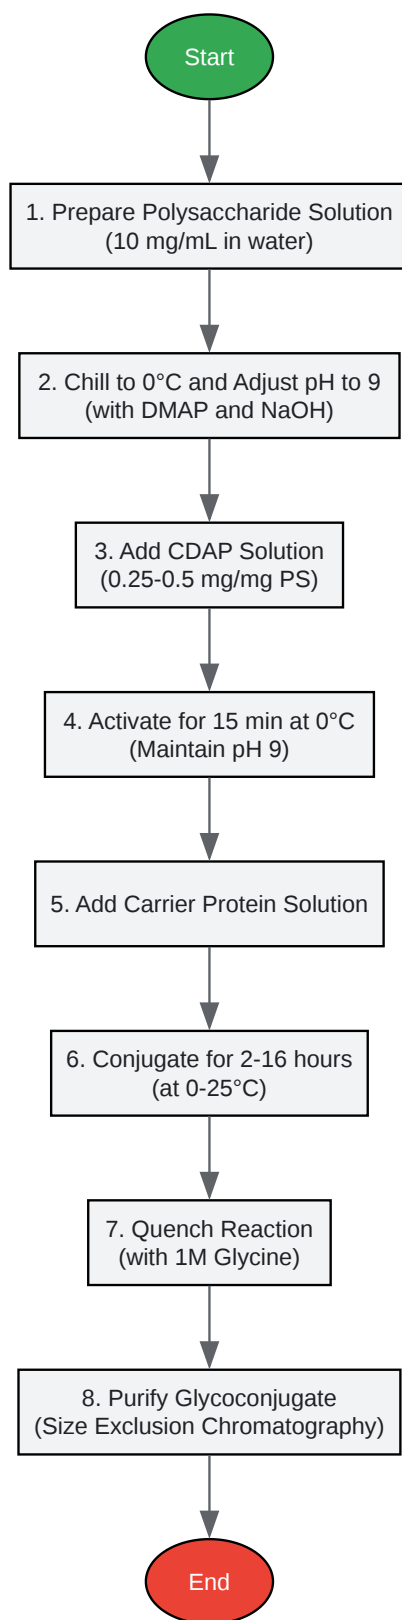 Start
1. Prepare Polysaccharide Solution
(10 mg/mL in water)
2. Chill to 0°C and Adjust pH to 9
(with DMAP and NaOH)
3. Add CDAP Solution
(0.25-0.5 mg/mg PS)
4. Activate for 15 min at 0°C
(Maintain pH 9)
5. Add Carrier Protein Solution
6. Conjugate for 2-16 hours
(at 0-25°C)
7. Quench Reaction
(with 1M Glycine)
8. Purify Glycoconjugate
(Size Exclusion Chromatography)
End